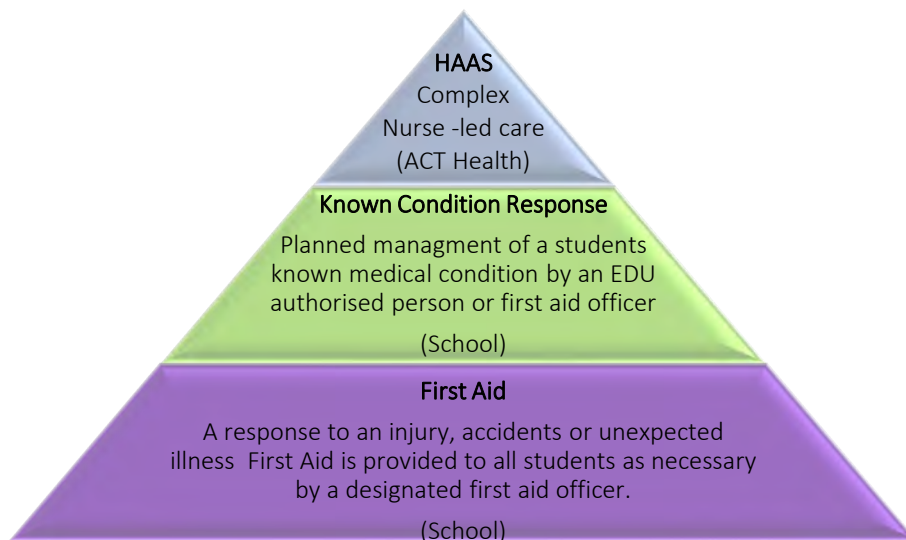 HAAS
Complex
Nurse -led care
(ACT Health)
Known Condition Response
Planned managment of a students
known medical condition by an EDU
authorised person or first aid officer
(School)
First Aid
A response to an injury, accidents or unexpected
illness  First Aid is provided to all students as necessary
by a designated first aid officer.
(School)